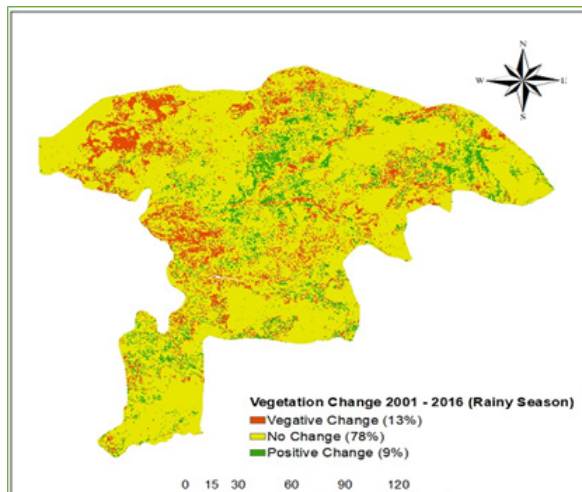 N
W E
S
Vegetation Change 2001 - 2016 (Rainy Season)
Vegative Change (13%)
No Change (78%)
Positive Change (9%)
0 15 30 60 90 120